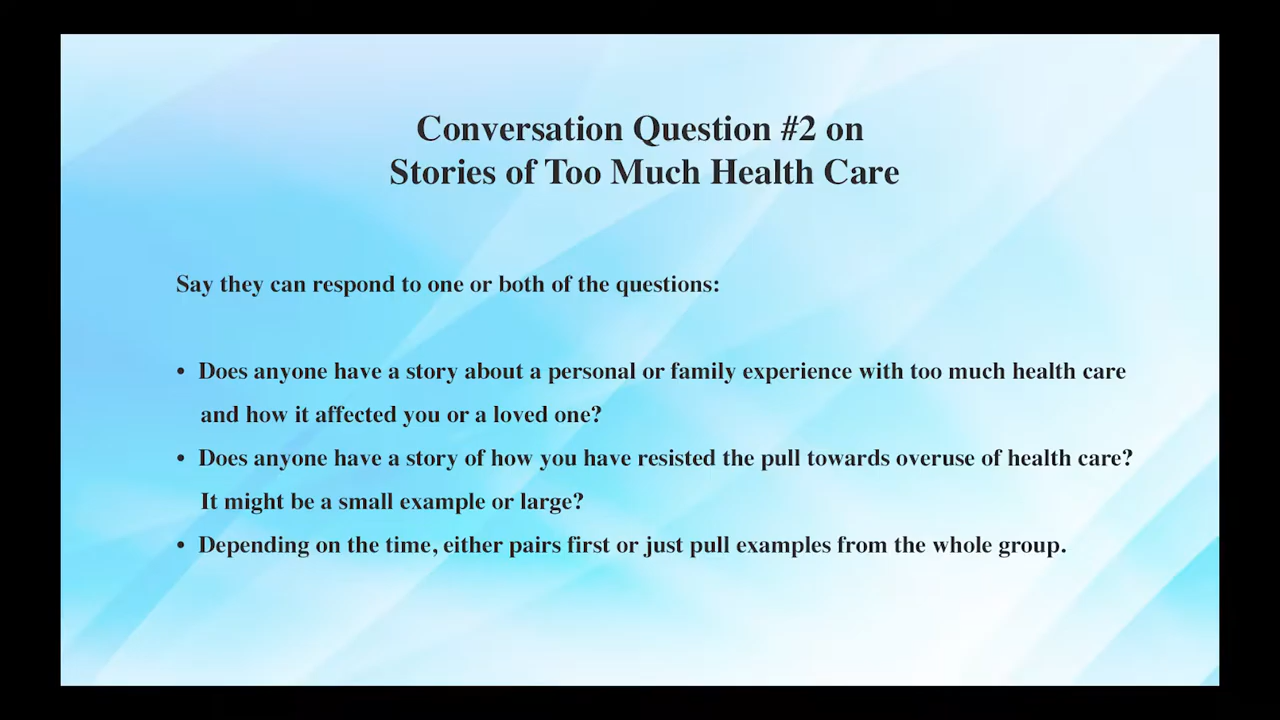 Conversation Question #2 on
Stories of Too Much Health Care
Say they can respond to one or both of the questions:
• Does anyone have a story about a personal or family experience with too much health care
and how it affected you or a loved one?
• Does anyone have a story of how you have resisted the pull towards overuse of health care?
It might be a small example or large?
• Depending on the time, either pairs first or just pull examples from the whole group.